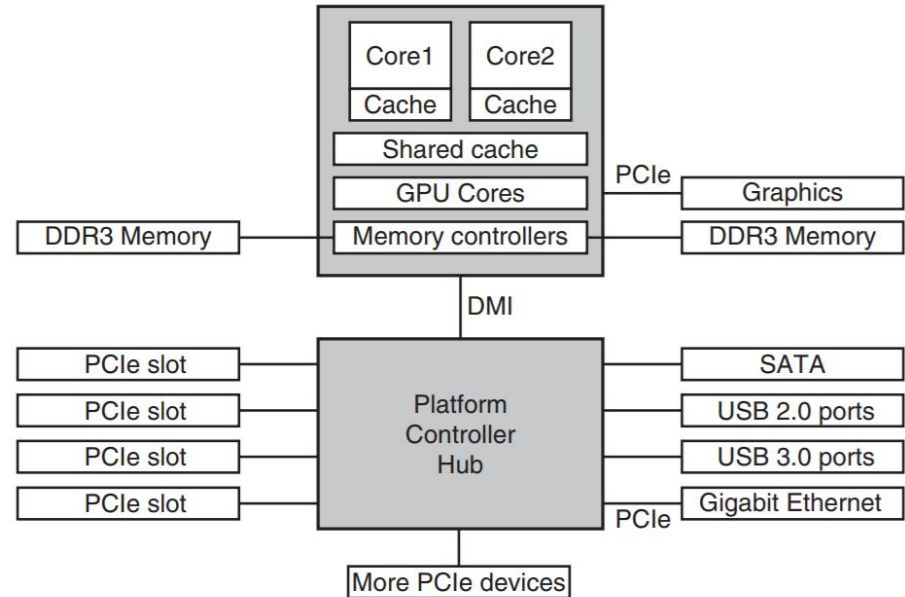 Core1 Core2
Cache Cache
Shared cache
GPU Cores
PCIe
Graphics
DDR3 Memory
Memory controllers
DDR3 Memory
DMI
PCIe slot
SATA
PCIe slot
Platform
Controller
Hub
USB 2.0 ports
PCIe slot
USB 3.0 ports
PCIe slot
PCIe
Gigabit Ethernet
More PCIe devices